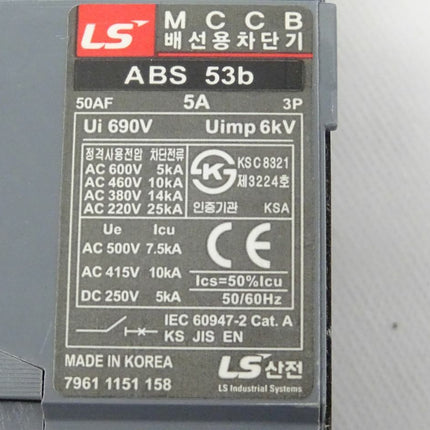 LS MCCB
배선용차단기
ABS 53b
50AF 5A 3P
Ui 690V Uimp 6kV
정격사용전압 차단전류
AC 600V 5kA
AC 460V 10kA
AC 380V 14kA
AC 220V 25kA
KS C 8321
제3224호
인증기관 KSA
Ue Icu
AC 500V 7.5kA
AC 415V 10kA
DC 250V 5kA
CE
Ics=50%Icu
50/60Hz
IEC 60947-2 Cat. A
KS JIS EN
MADE IN KOREA
7961 1151 158
LS산전
LS Industrial Systems